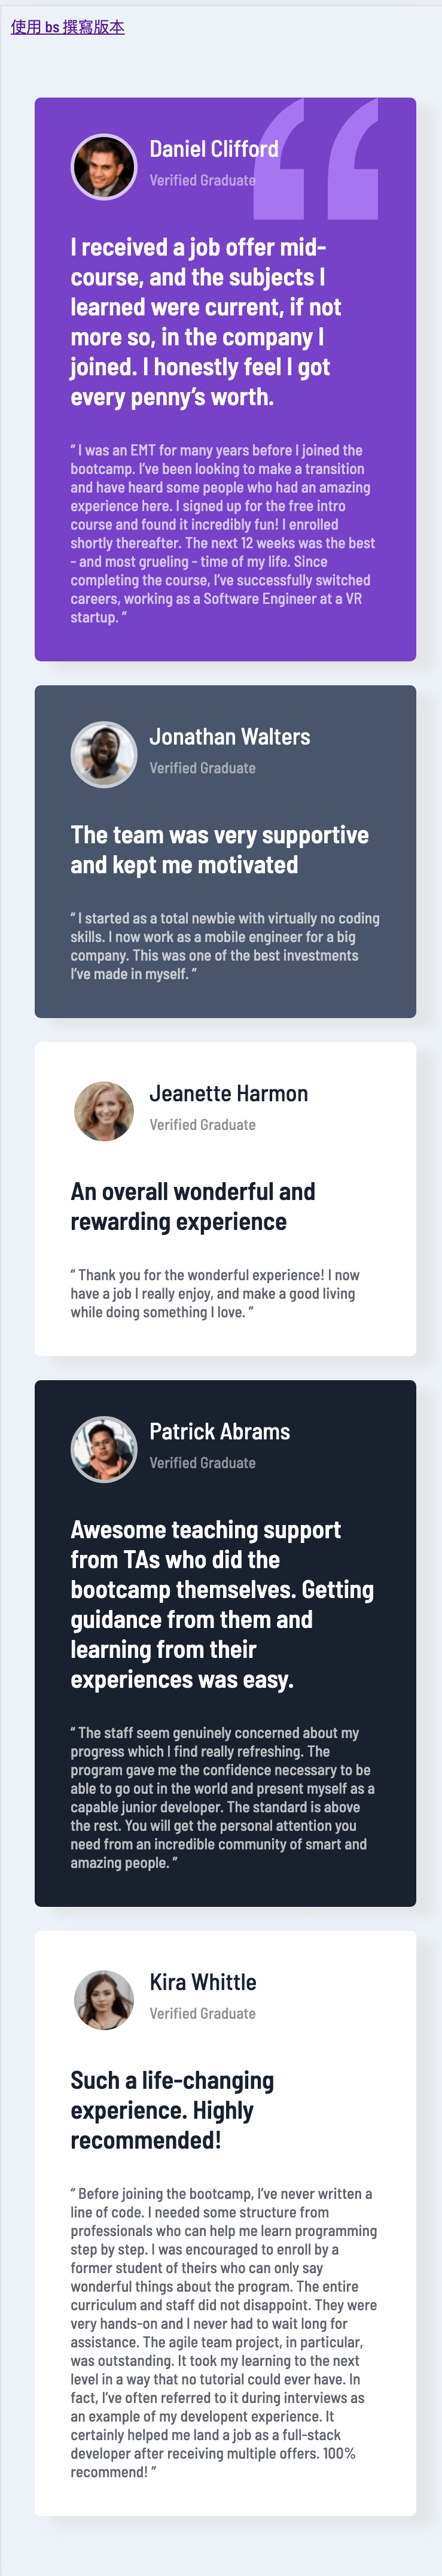 使用 bs 撰寫版本
Daniel Clifford
Verified Graduate
I received a job offer mid-
course, and the subjects I
learned were current, if not
more so, in the company I
joined. I honestly feel I got
every penny’s worth.
“ I was an EMT for many years before I joined the
bootcamp. I’ve been looking to make a transition
and have heard some people who had an amazing
experience here. I signed up for the free intro
course and found it incredibly fun! I enrolled
shortly thereafter. The next 12 weeks was the best
- and most grueling - time of my life. Since
completing the course, I’ve successfully switched
careers, working as a Software Engineer at a VR
startup. ”
Jonathan Walters
Verified Graduate
The team was very supportive
and kept me motivated
“ I started as a total newbie with virtually no coding
skills. I now work as a mobile engineer for a big
company. This was one of the best investments
I’ve made in myself. ”
Jeanette Harmon
Verified Graduate
An overall wonderful and
rewarding experience
“ Thank you for the wonderful experience! I now
have a job I really enjoy, and make a good living
while doing something I love. ”
Patrick Abrams
Verified Graduate
Awesome teaching support
from TAs who did the
bootcamp themselves. Getting
guidance from them and
learning from their
experiences was easy.
“ The staff seem genuinely concerned about my
progress which I find really refreshing. The
program gave me the confidence necessary to be
able to go out in the world and present myself as a
capable junior developer. The standard is above
the rest. You will get the personal attention you
need from an incredible community of smart and
amazing people. ”
Kira Whittle
Verified Graduate
Such a life-changing
experience. Highly
recommended!
“ Before joining the bootcamp, I’ve never written a
line of code. I needed some structure from
professionals who can help me learn programming
step by step. I was encouraged to enroll by a
former student of theirs who can only say
wonderful things about the program. The entire
curriculum and staff did not disappoint. They were
very hands-on and I never had to wait long for
assistance. The agile team project, in particular,
was outstanding. It took my learning to the next
level in a way that no tutorial could ever have. In
fact, I’ve often referred to it during interviews as
an example of my developent experience. It
certainly helped me land a job as a full-stack
developer after receiving multiple offers. 100%
recommend! ”